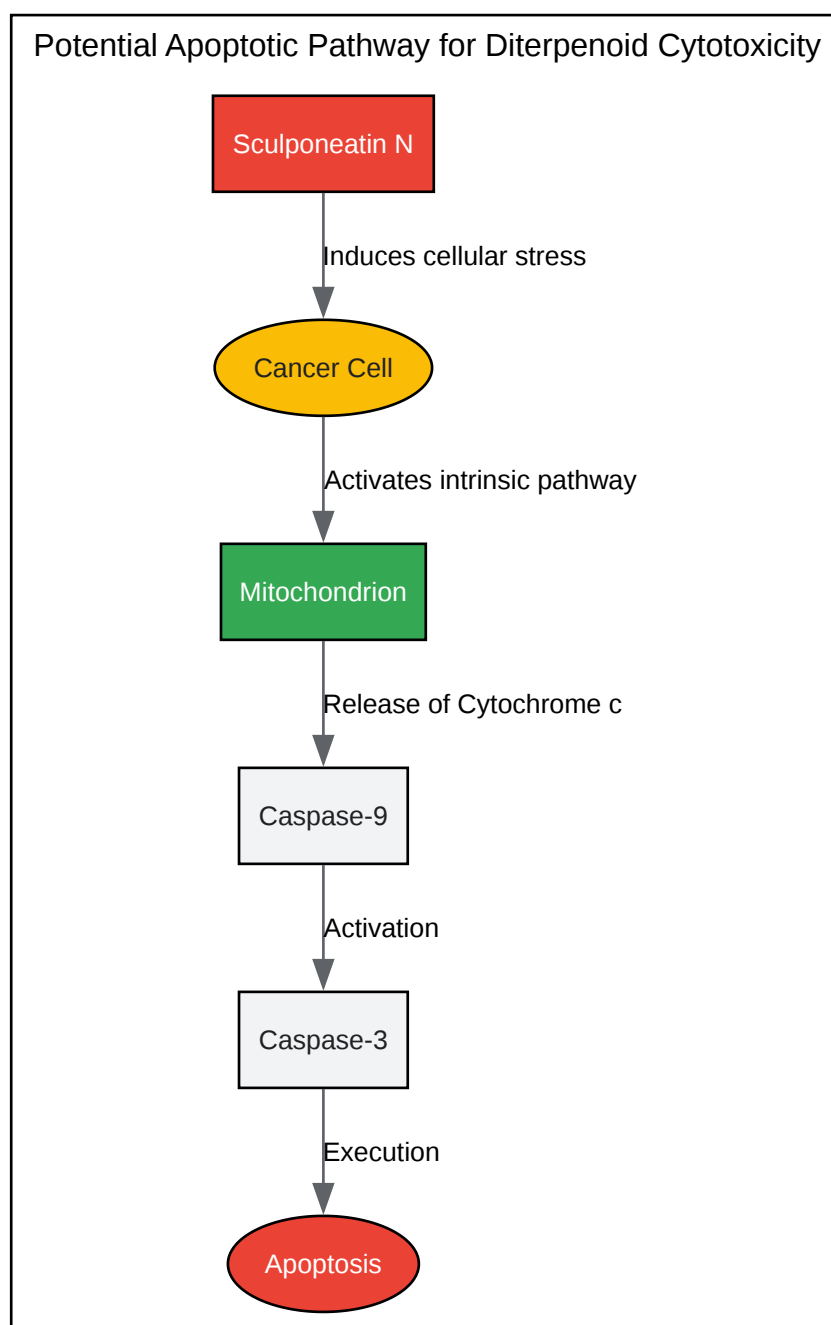 Potential Apoptotic Pathway for Diterpenoid Cytotoxicity
Sculponeatin N
Induces cellular stress
Cancer Cell
Activates intrinsic pathway
Mitochondrion
Release of Cytochrome c
Caspase-9
Activation
Caspase-3
Execution
Apoptosis